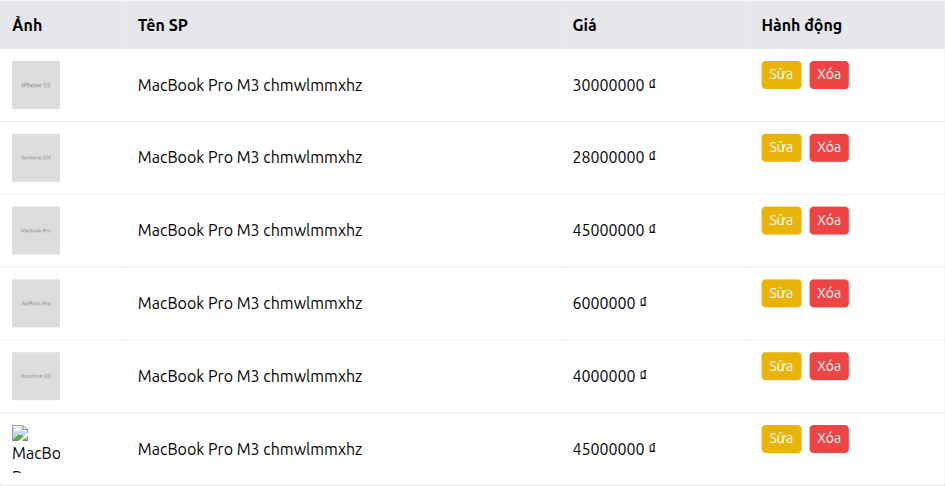 Ảnh Tên SP Giá Hành động
iPhone 15 MacBook Pro M3 chmwlmmxhz 30000000 ₫ Sửa Xóa
Samsung S24 MacBook Pro M3 chmwlmmxhz 28000000 ₫ Sửa Xóa
Macbook Pro MacBook Pro M3 chmwlmmxhz 45000000 ₫ Sửa Xóa
AirPods Pro MacBook Pro M3 chmwlmmxhz 6000000 ₫ Sửa Xóa
Keychron Q1 MacBook Pro M3 chmwlmmxhz 4000000 ₫ Sửa Xóa
MacBo MacBook Pro M3 chmwlmmxhz 45000000 ₫ Sửa Xóa